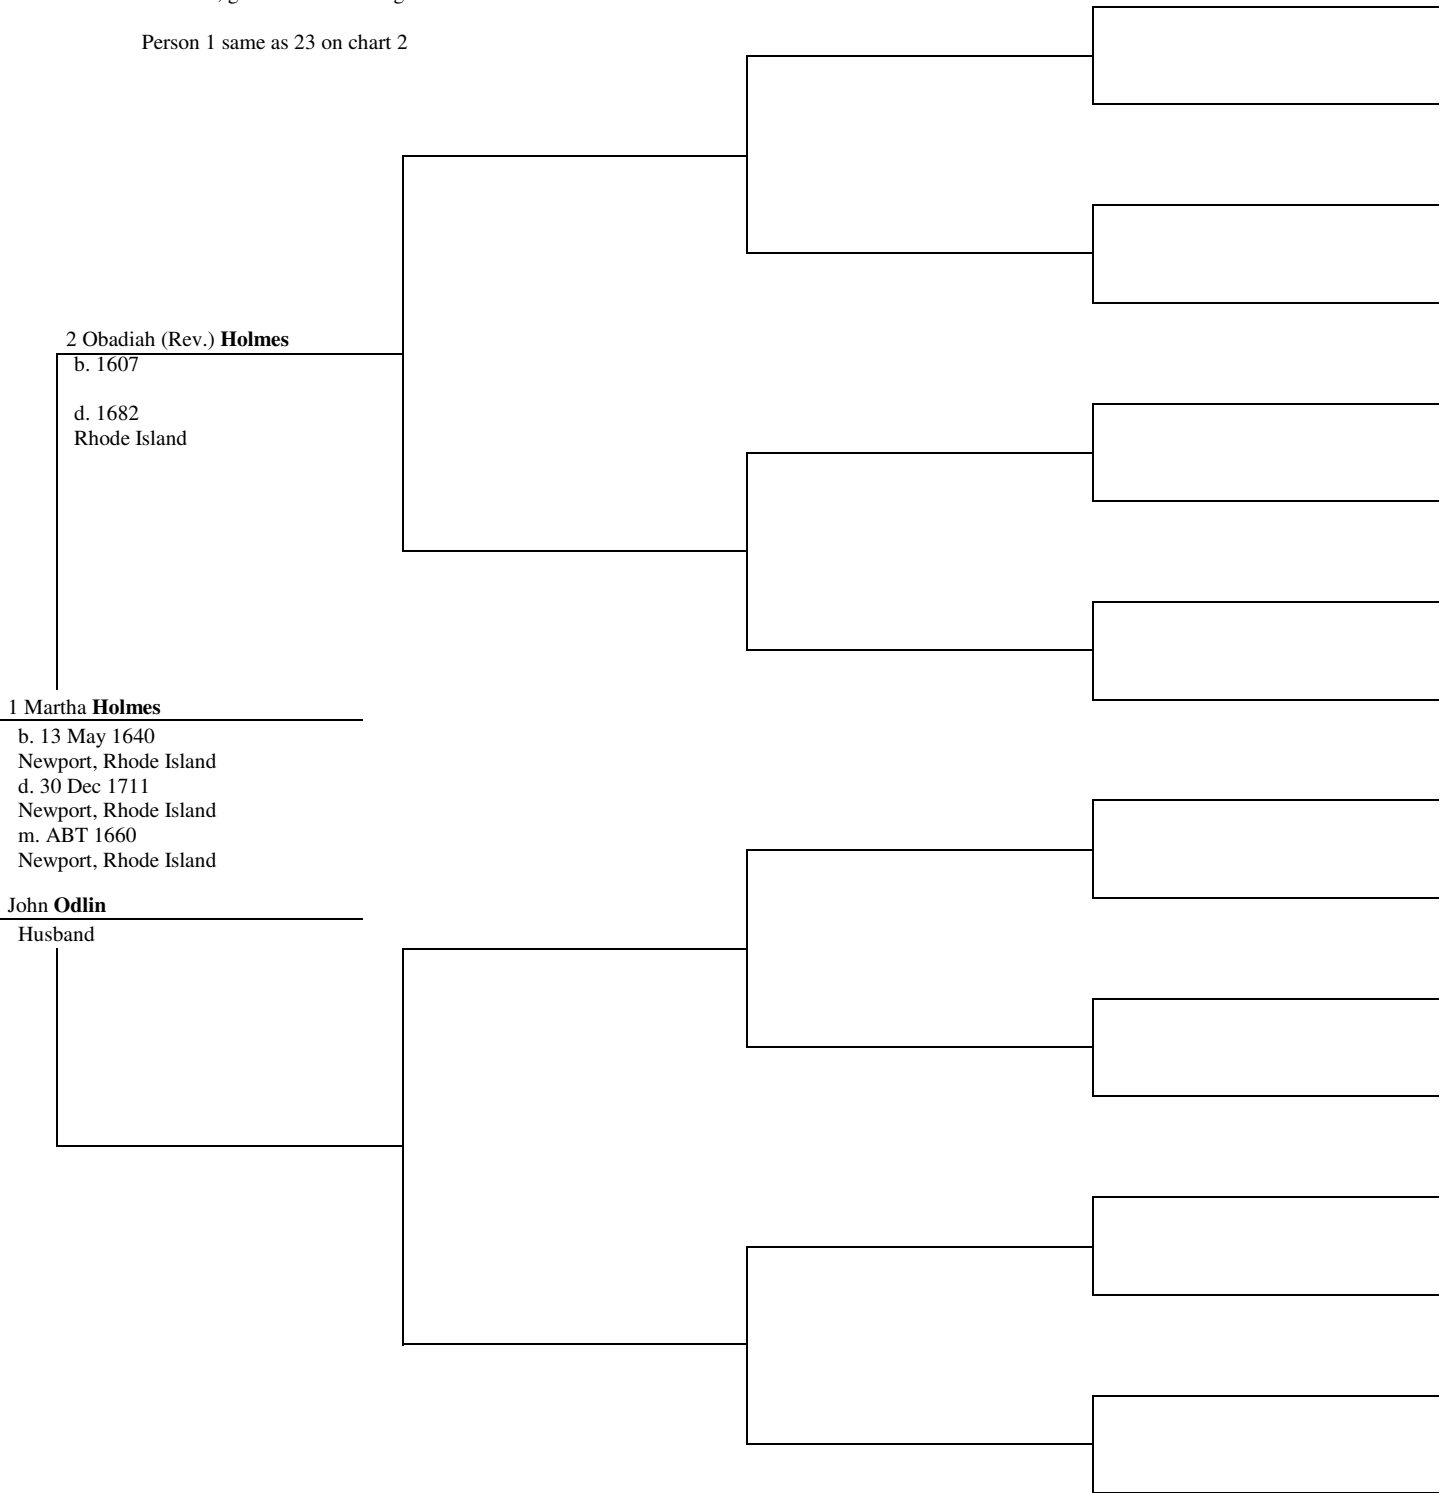 Person 1 same as 23 on chart 2
2 Obadiah (Rev.) Holmes
b. 1607
d. 1682
Rhode Island
1 Martha Holmes
b. 13 May 1640
Newport, Rhode Island
d. 30 Dec 1711
Newport, Rhode Island
m. ABT 1660
Newport, Rhode Island
John Odlin
Husband